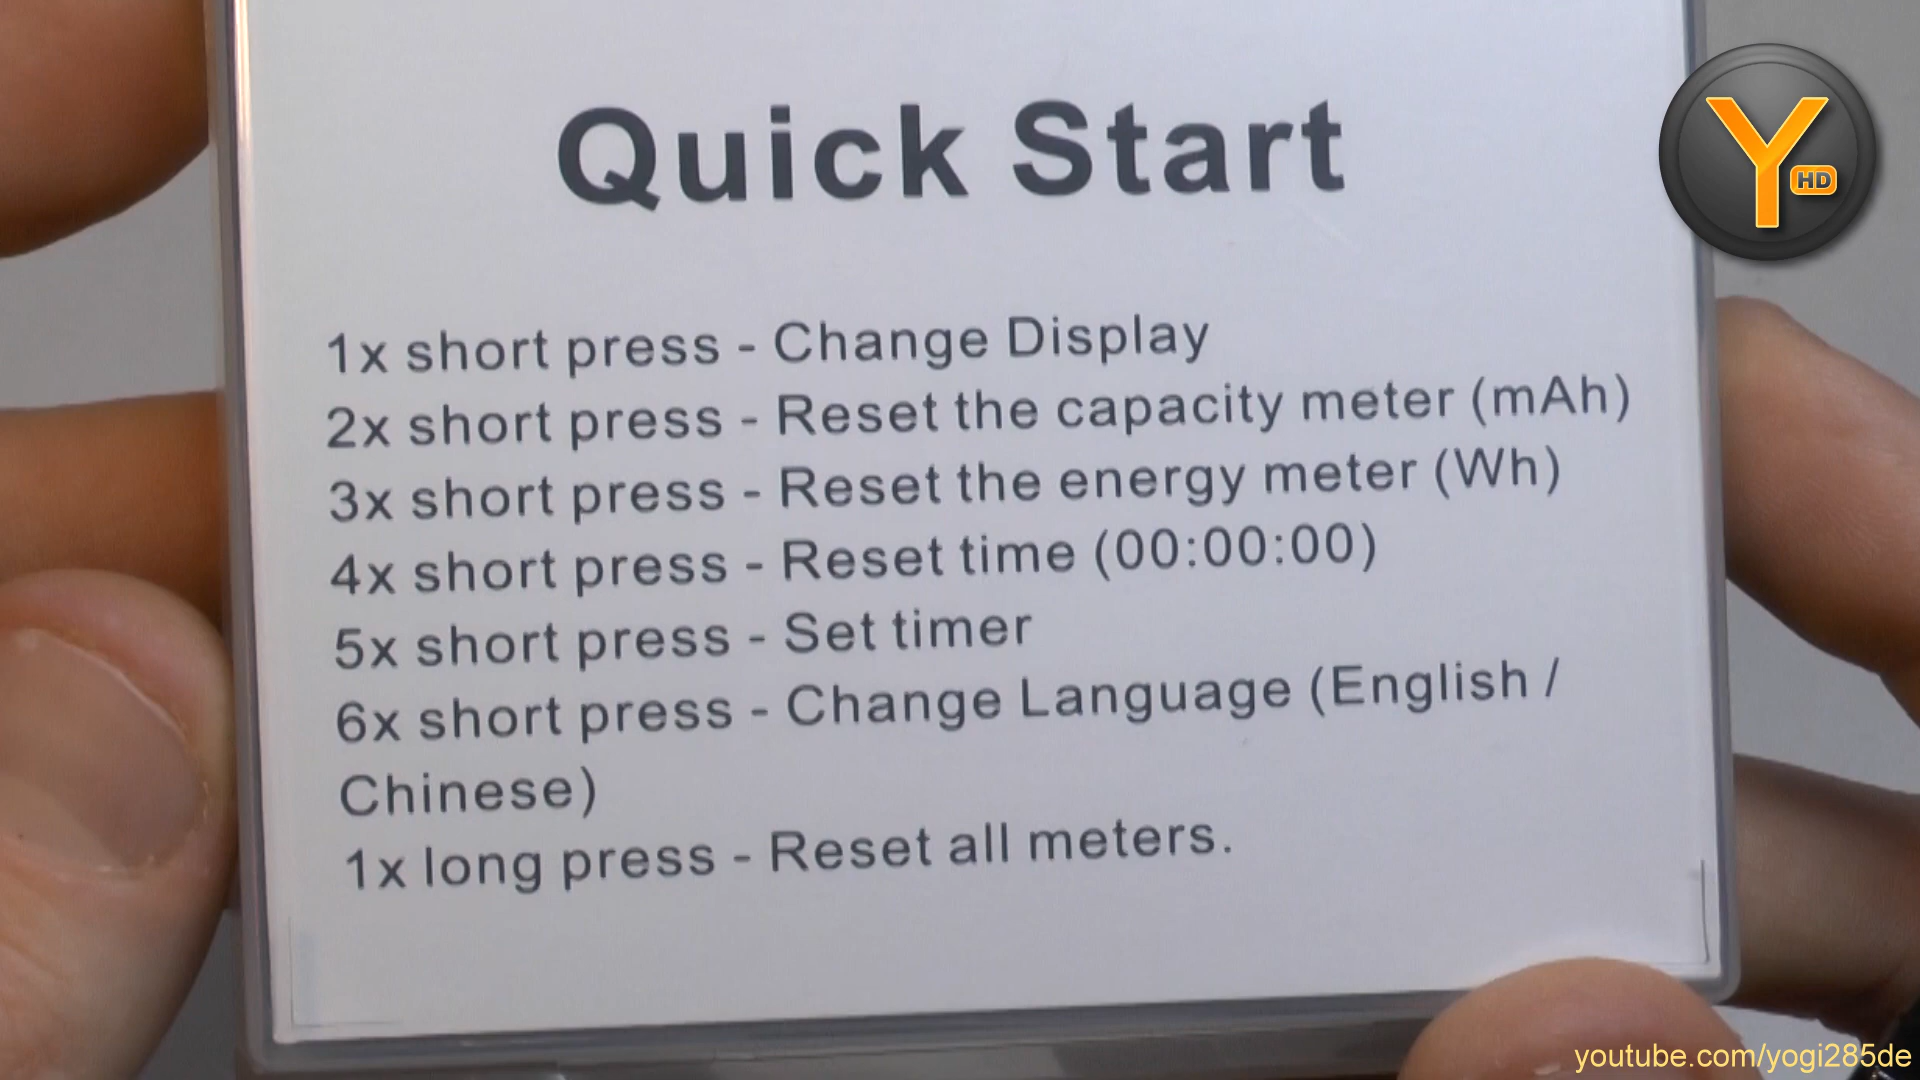 Quick Start
1x short press - Change Display
2x short press - Reset the capacity meter (mAh)
3x short press - Reset the energy meter (Wh)
4x short press - Reset time (00:00:00)
5x short press - Set timer
6x short press - Change Language (English /
Chinese)
1x long press - Reset all meters.
Y HD
youtube.com/yogi285de